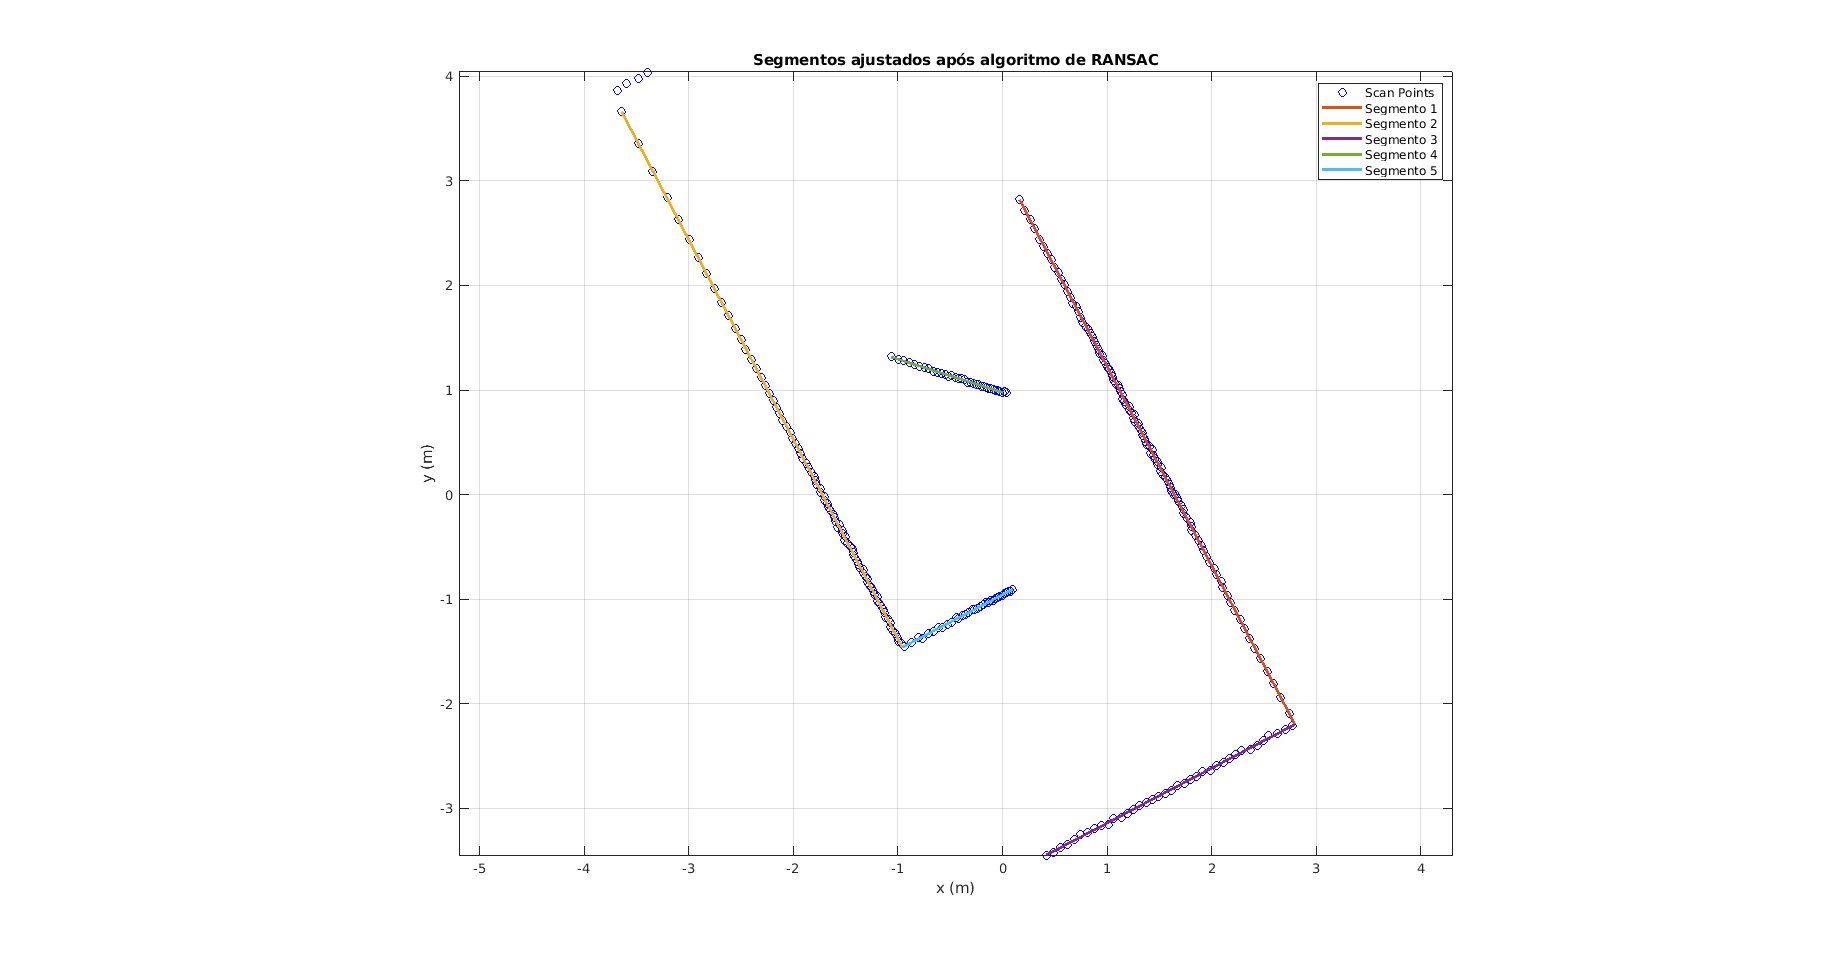 Segmentos ajustados após algoritmo de RANSAC
Scan Points
Segmento 1
Segmento 2
Segmento 3
Segmento 4
Segmento 5
4
3
2
1
0
-1
-2
-3
y (m)
-5 -4 -3 -2 -1 0 1 2 3 4
x (m)